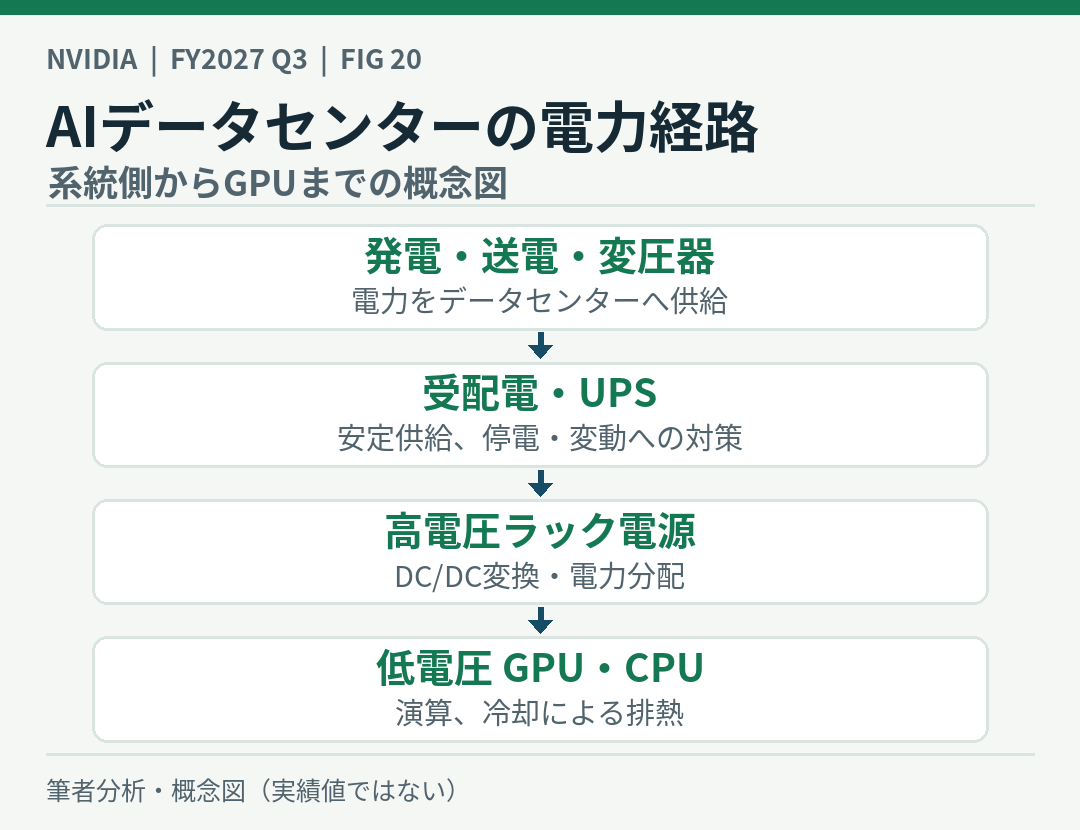 NVIDIA | FY2027 Q3 | FIG 20
AIデータセンターの電力経路
系統側からGPUまでの概念図
発電・送電・変圧器
電力をデータセンターへ供給
受配電・UPS
安定供給、停電・変動への対策
高電圧ラック電源
DC/DC変換・電力分配
低電圧 GPU・CPU
演算、冷却による排熱
筆者分析・概念図（実績値ではない）